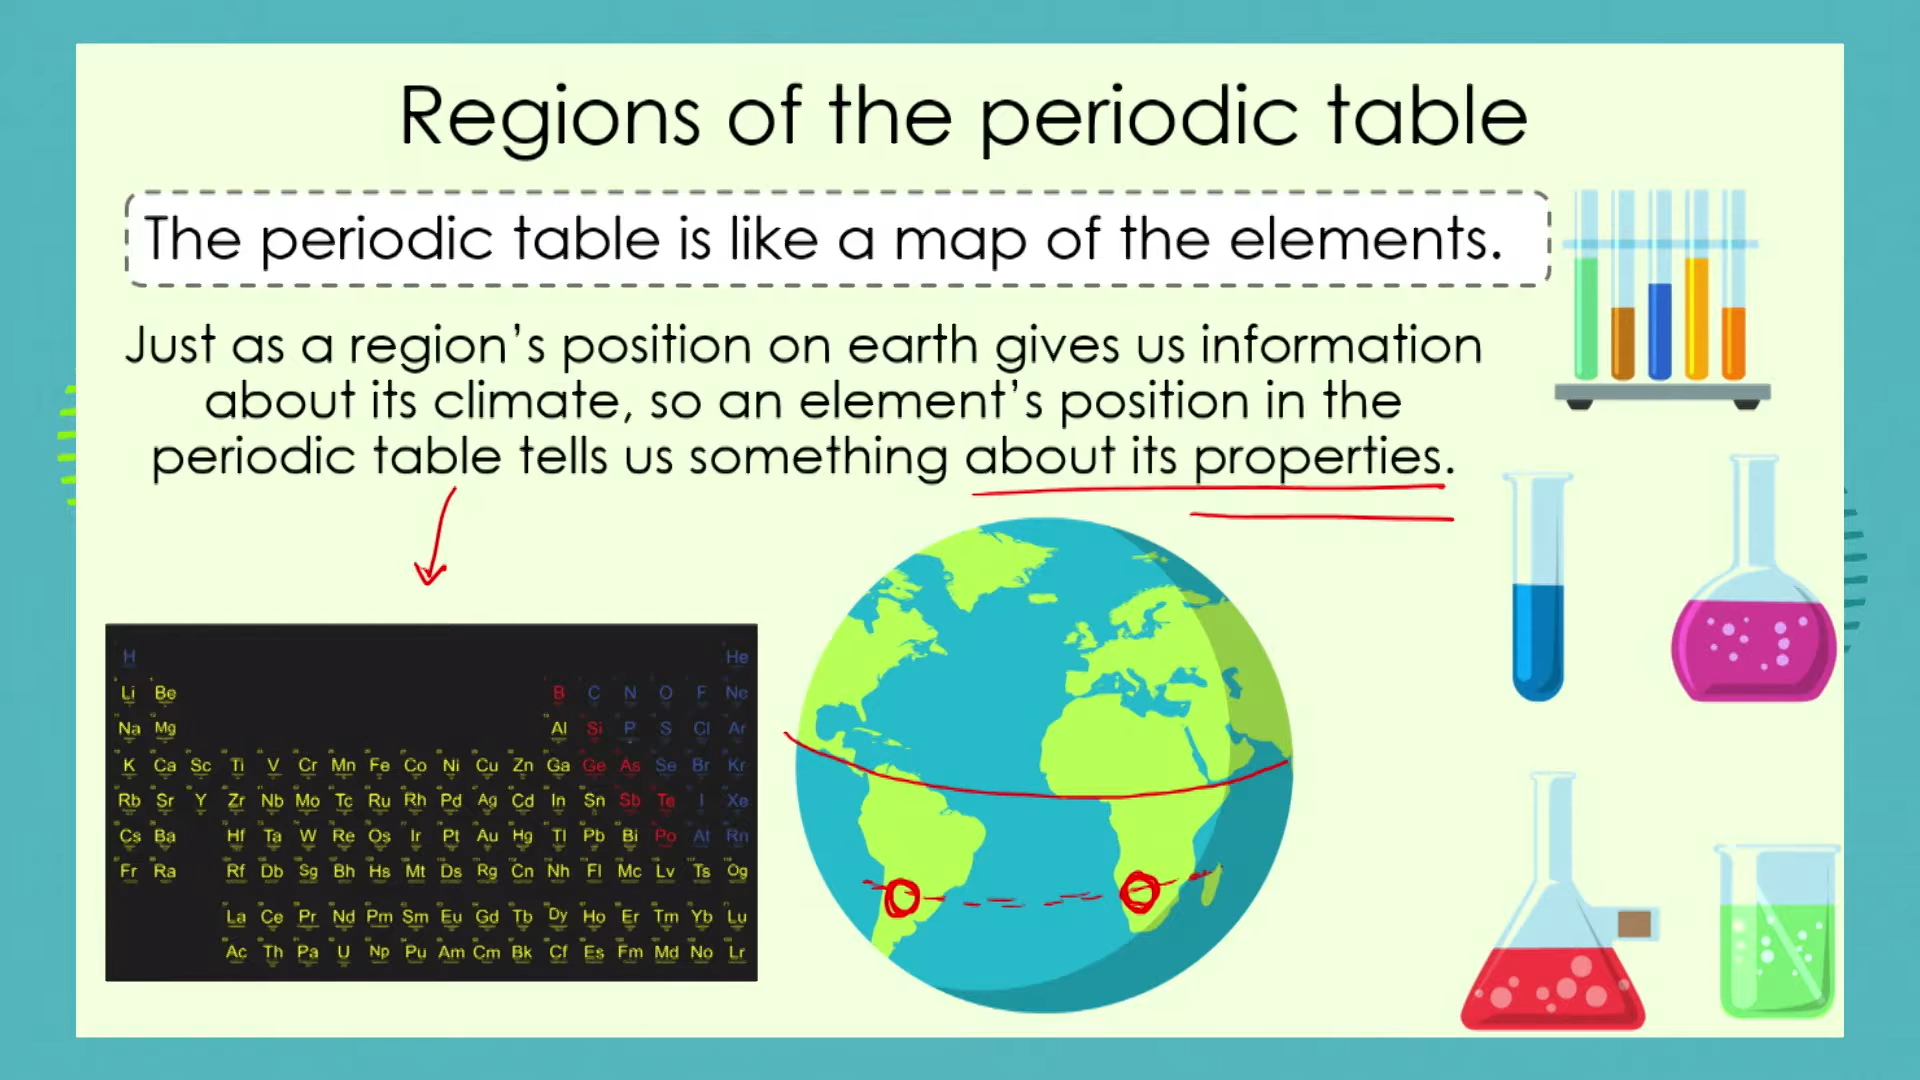 Regions of the periodic table
The periodic table is like a map of the elements.
Just as a region's position on earth gives us information
about its climate, so an element's position in the
periodic table tells us something about its properties.
H He
Li Be B C N O F Ne
Na Mg Al Si P S Cl Ar
K Ca Sc Ti V Cr Mn Fe Co Ni Cu Zn Ga Ge As Se Br Kr
Rb Sr Y Zr Nb Mo Tc Ru Rh Pd Ag Cd In Sn Sb Te I Xe
Cs Ba Hf Ta W Re Os Ir Pt Au Hg Tl Pb Bi Po At Rn
Fr Ra Rf Db Sg Bh Hs Mt Ds Rg Cn Nh Fl Mc Lv Ts Og
La Ce Pr Nd Pm Sm Eu Gd Tb Dy Ho Er Tm Yb Lu
Ac Th Pa U Np Pu Am Cm Bk Cf Es Fm Md No Lr